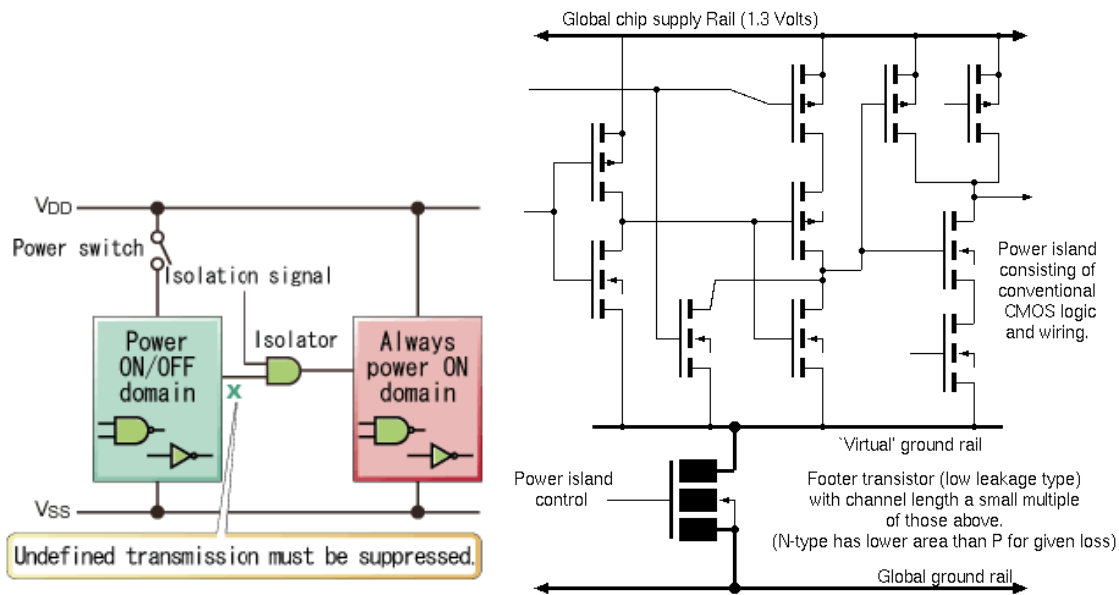 VDD
Power switch
Isolation signal
Isolator
Power
ON/OFF
domain
Always
power ON
domain
x
VSS
Undefined transmission must be suppressed.
Global chip supply Rail (1.3 Volts)
Power island
consisting of
conventional
CMOS logic
and wiring.
`Virtual' ground rail
Power island
control
Footer transistor (low leakage type)
with channel length a small multiple
of those above.
(N-type has lower area than P for given loss)
Global ground rail